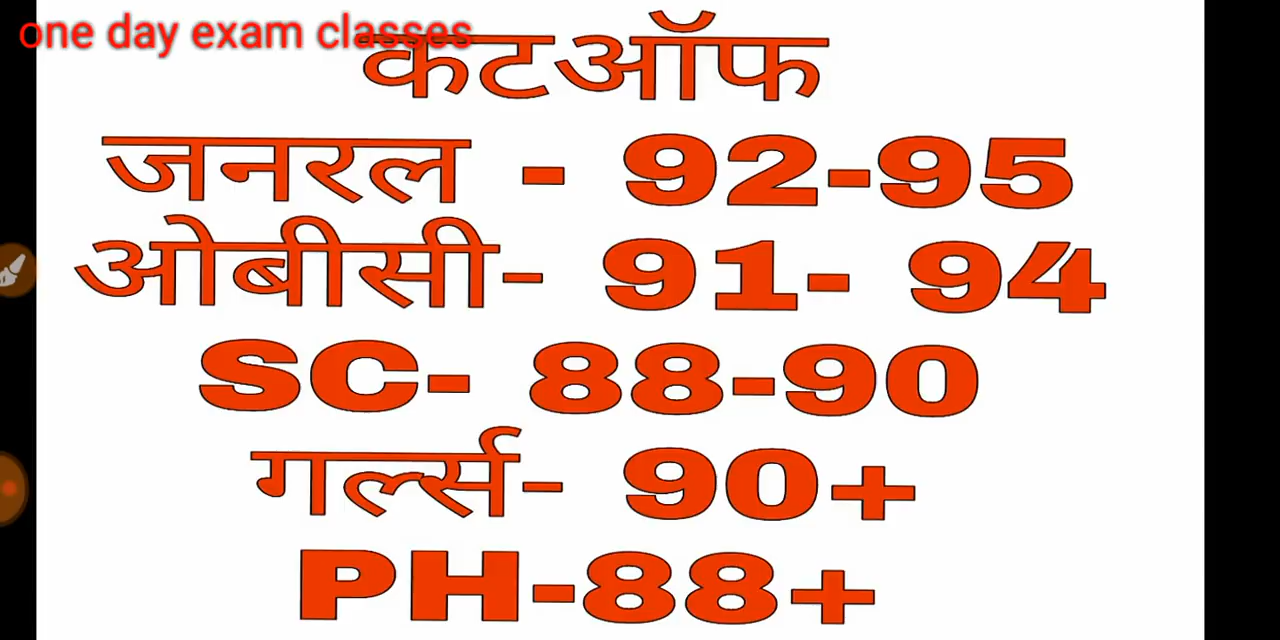 one day exam classes
कटऑफ
जनरल - 92-95
ओबीसी- 91- 94
SC- 88-90
गर्ल्स- 90+
PH-88+